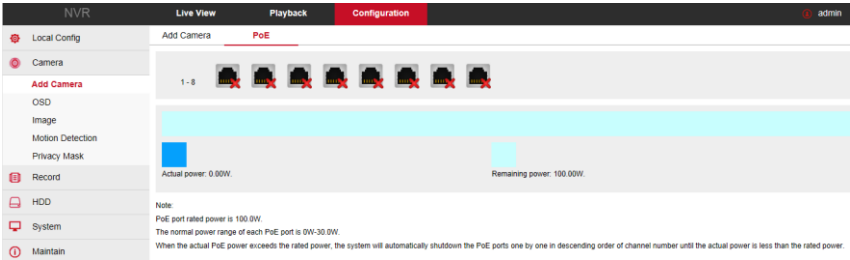 NVR
Live View Playback Configuration admin
Local Config
Camera
Add Camera
OSD
Image
Motion Detection
Privacy Mask
Record
HDD
System
Maintain
Add Camera PoE
1 - 8
Actual power: 0.00W. Remaining power: 100.00W.
Note:
PoE port rated power is 100.0W.
The normal power range of each PoE port is 0W-30.0W.
When the actual PoE power exceeds the rated power, the system will automatically shutdown the PoE ports one by one in descending order of channel number until the actual power is less than the rated power.